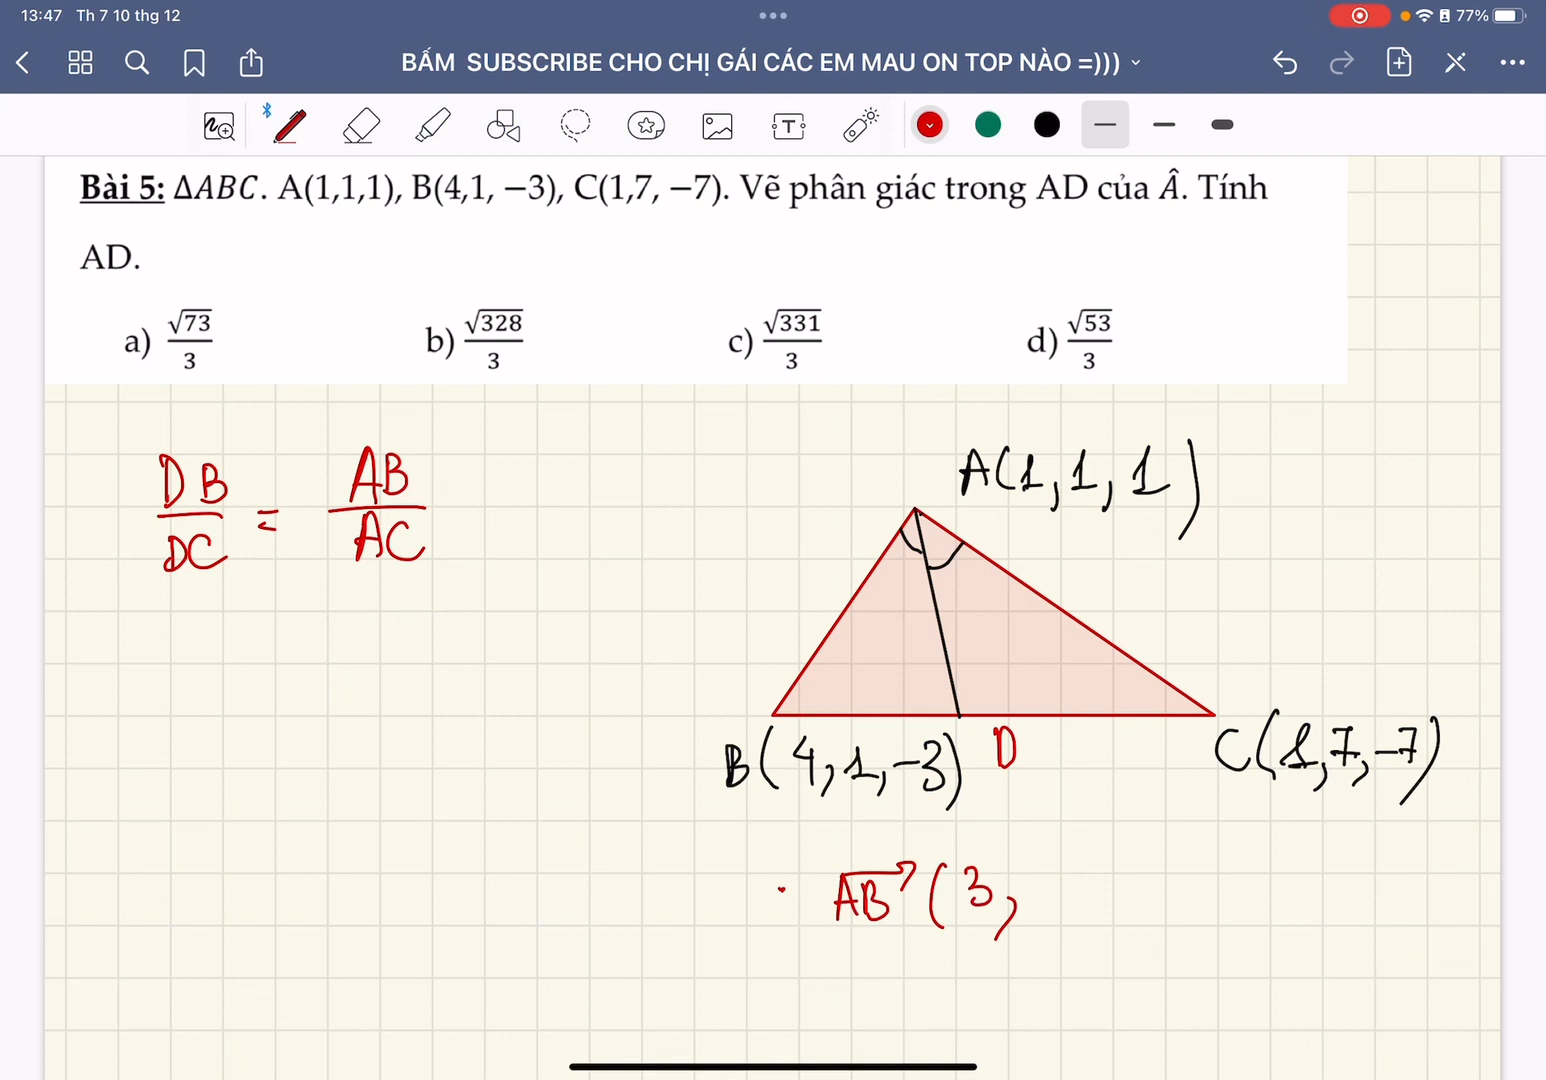 13:47 Th 7 10 thg 12
77%
BẤM SUBSCRIBE CHO CHỊ GÁI CÁC EM MAU ON TOP NÀO =)))
Bài 5: ΔABC. A(1,1,1), B(4,1, −3), C(1,7, −7). Vẽ phân giác trong AD của Â. Tính
AD.
a) √73/3 b) √328/3 c) √331/3 d) √53/3
DB/DC = AB/AC
A(1,1,1)
B(4,1,-3) D C(1,7,-7)
· AB→ (3,